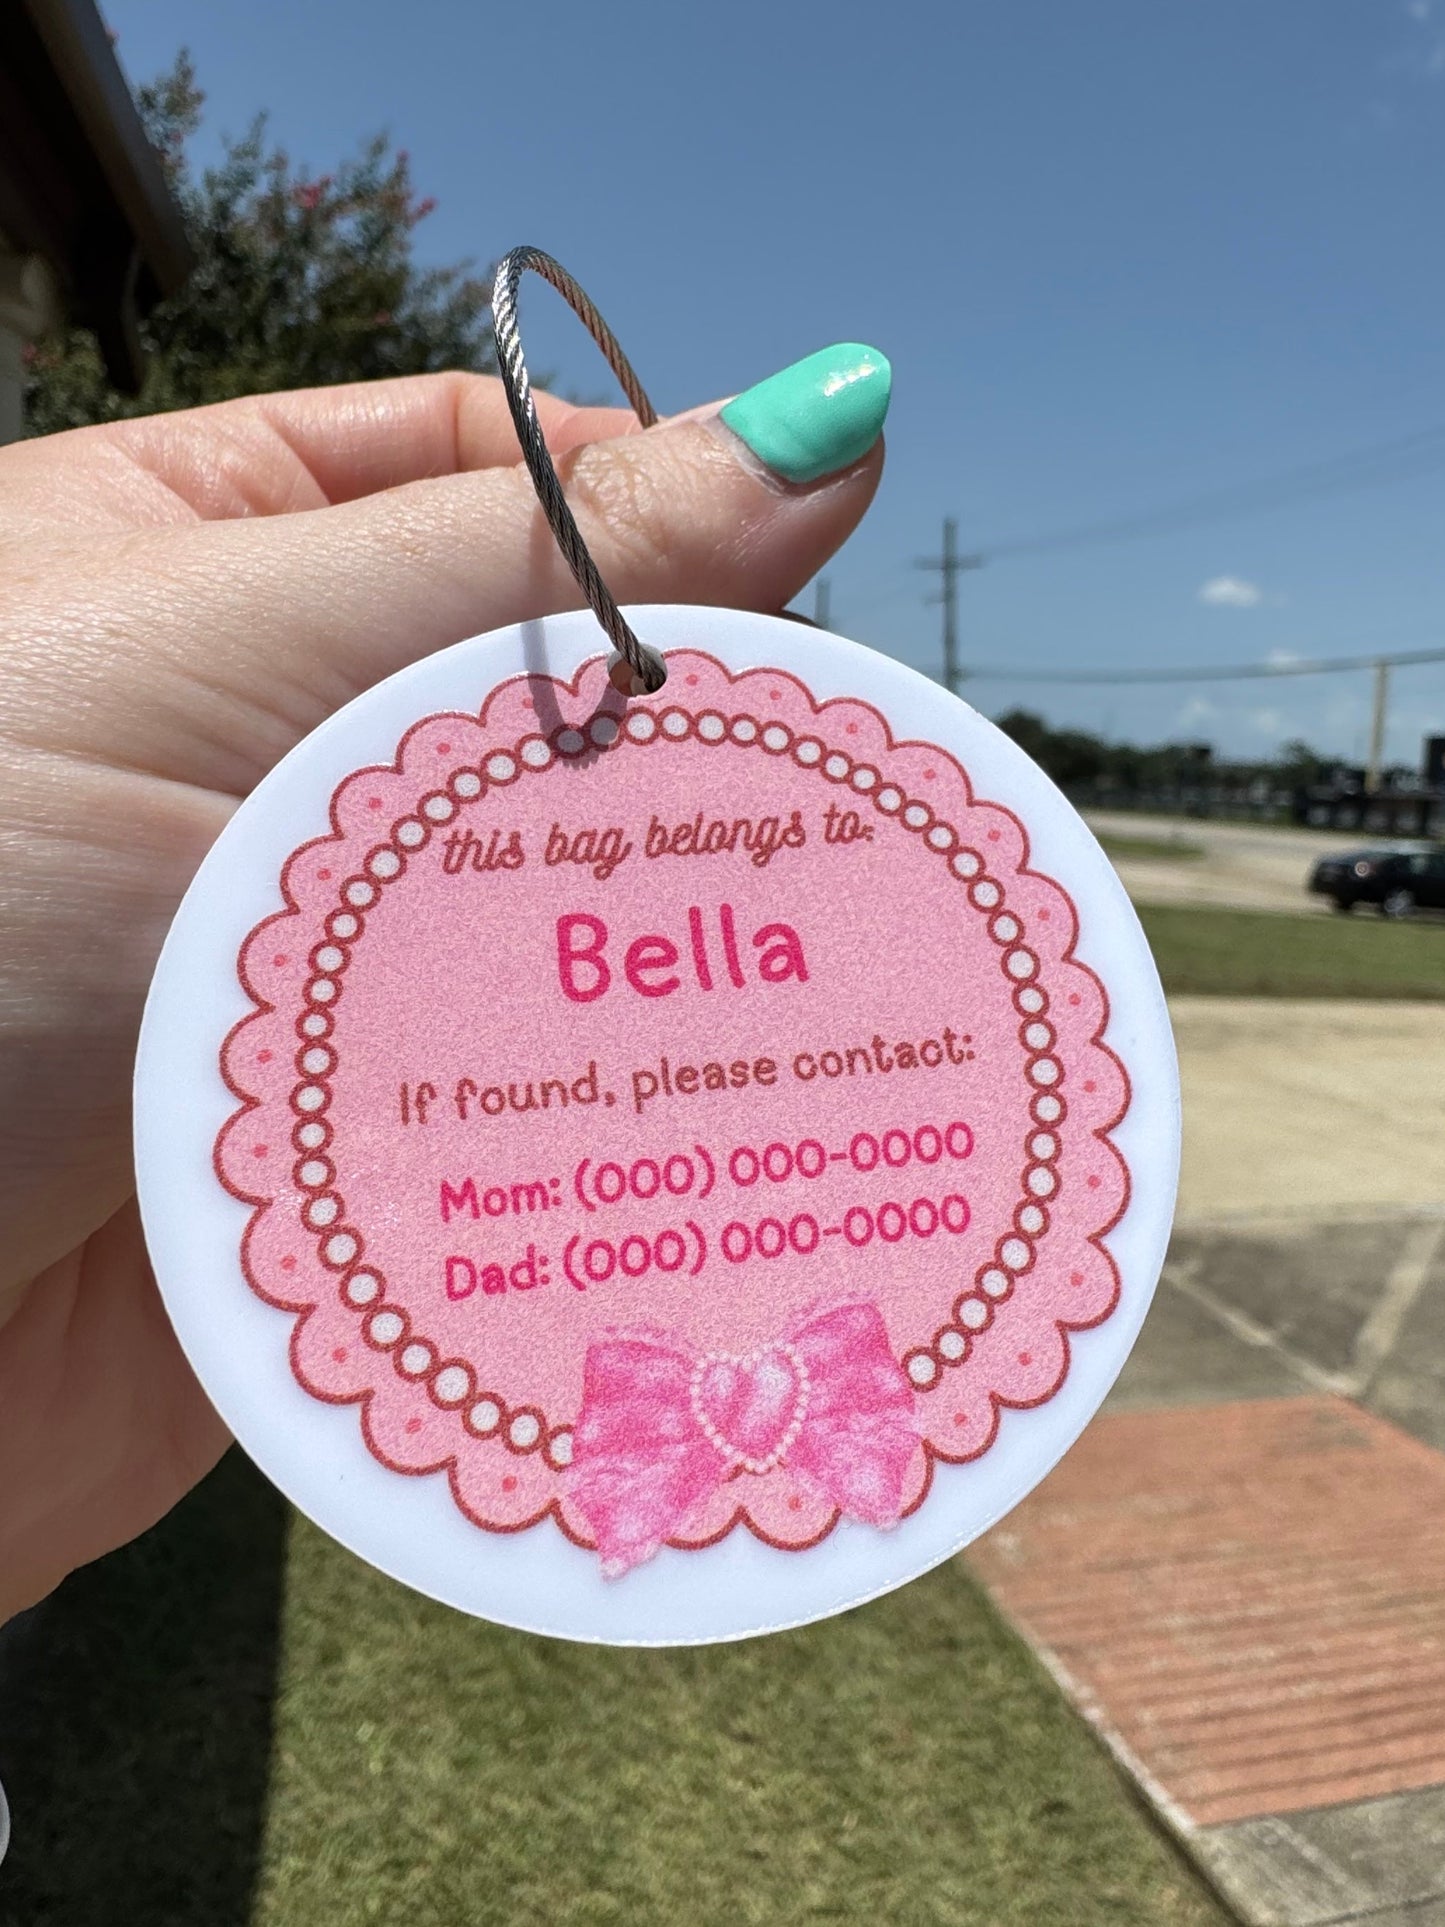 this bag belongs to:
Bella
If found, please contact:
Mom: (000) 000-0000
Dad: (000) 000-0000